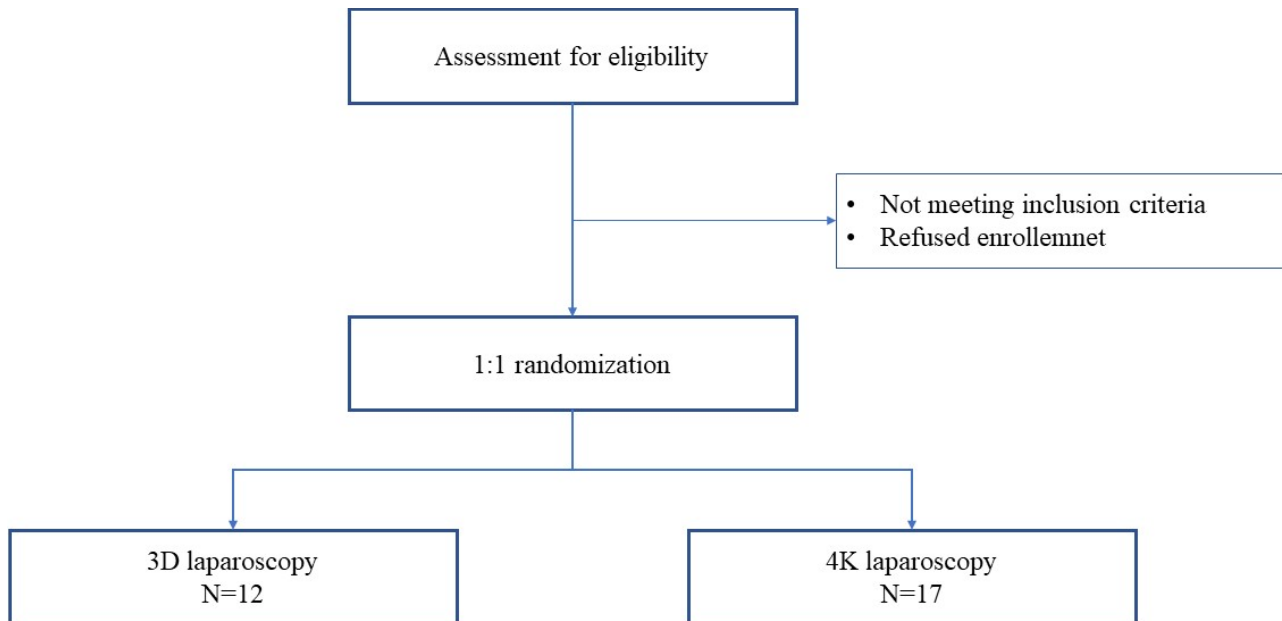 Assessment for eligibility
• Not meeting inclusion criteria
• Refused enrollemnet
1:1 randomization
3D laparoscopy
N=12
4K laparoscopy
N=17